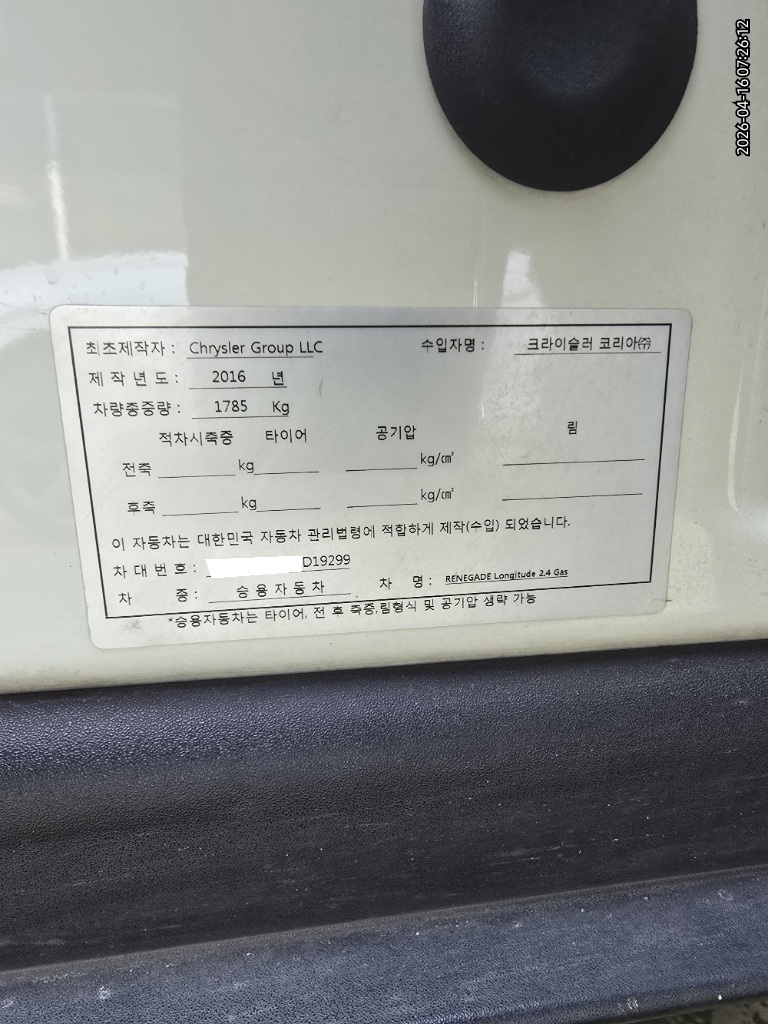 2026-04-16 07:26:12
최초제작자 : Chrysler Group LLC 수입자명 : 크라이슬러 코리아㈜
제 작 년 도 : 2016 년
차량총중량 : 1785 Kg
적차시축중 타이어 공기압 림
전축 kg kg/㎠
후축 kg kg/㎠
이 자동차는 대한민국 자동차 관리법령에 적합하게 제작(수입) 되었습니다.
차 대 번 호 : D19299
차 종 : 승 용 자 동 차 차 명 : RENEGADE Longitude 2.4 Gas
*승용자동차는 타이어, 전 후 축중,림형식 및 공기압 생략 가능